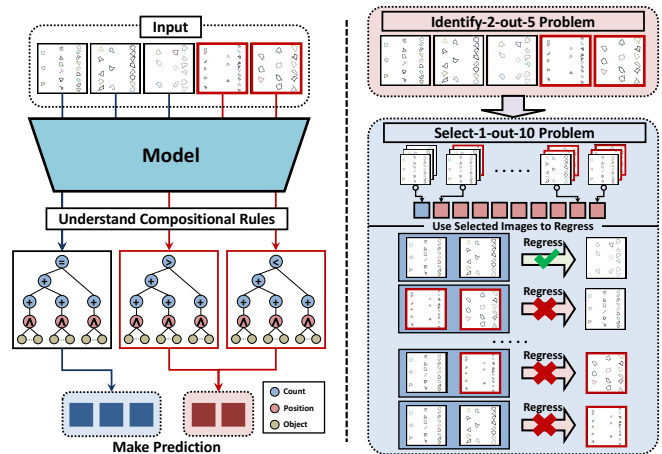 Input
Model
Understand Compositional Rules
=
>
<
+
+
+
+ + +
+ + +
+ + +
Λ Λ Λ
Λ Λ Λ
Λ Λ Λ
Count
Position
Object
Make Prediction
Identify-2-out-5 Problem
Select-1-out-10 Problem
.....
Use Selected Images to Regress
Regress
Regress
.....
Regress
Regress